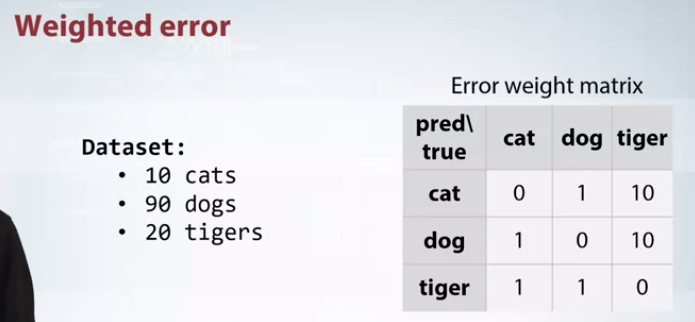 Weighted error
Dataset:
• 10 cats
• 90 dogs
• 20 tigers
Error weight matrix
pred\ true cat dog tiger
cat 0 1 10
dog 1 0 10
tiger 1 1 0